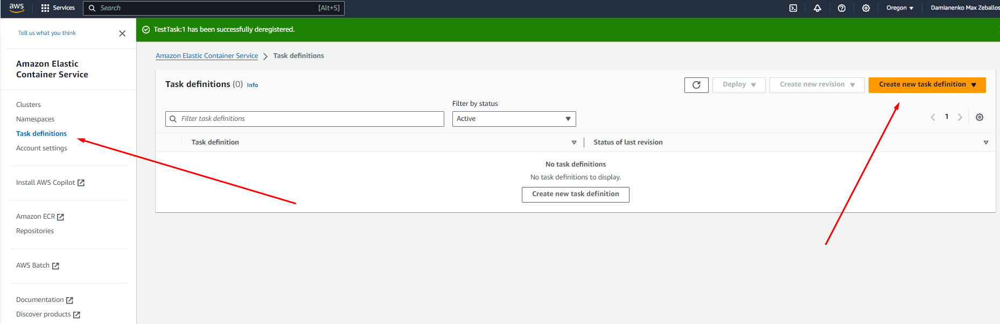 aws
Services
Search
[Alt+S]
Oregon
Damianenko Max Zeballos
Tell us what you think
TestTask:1 has been successfully deregistered.
Amazon Elastic Container Service
Clusters
Namespaces
Task definitions
Account settings
Install AWS Copilot
Amazon ECR
Repositories
AWS Batch
Documentation
Discover products
Amazon Elastic Container Service
Task definitions
Task definitions (0) Info
Deploy
Create new revision
Create new task definition
Filter by status
Filter task definitions
Active
1
Task definition
Status of last revision
No task definitions
No task definitions to display.
Create new task definition